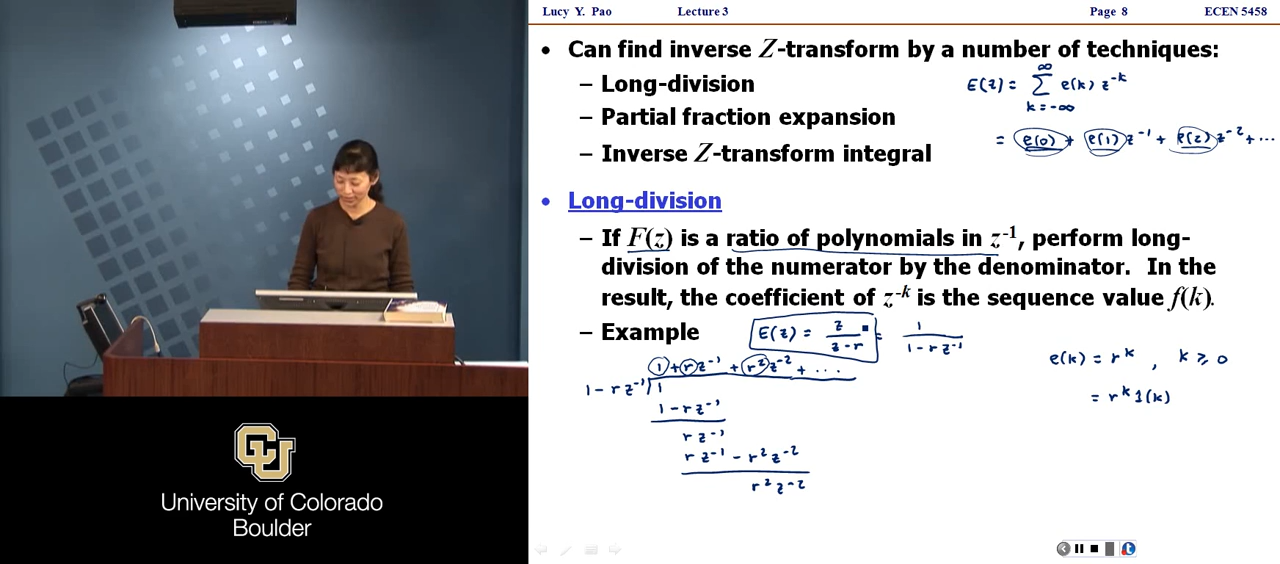 Lucy Y. Pao Lecture 3 Page 8 ECEN 5458
• Can find inverse Z-transform by a number of techniques:
– Long-division
– Partial fraction expansion
– Inverse Z-transform integral
E(z) = ∑_{k=-∞}^{∞} e(k) z^{-k}
= e(0) + e(1) z^{-1} + e(2) z^{-2} + ...
• Long-division
– If F(z) is a ratio of polynomials in z^{-1}, perform long-
division of the numerator by the denominator. In the
result, the coefficient of z^{-k} is the sequence value f(k).
– Example E(z) = z / (z - r) = 1 / (1 - r z^{-1})
1 + r z^{-1} + r² z^{-2} + ...
1 - r z^{-1} | 1
1 - r z^{-1}
r z^{-1}
r z^{-1} - r² z^{-2}
r² z^{-2}
e(k) = r^k , k ≥ 0
= r^k 1(k)
CU
University of Colorado
Boulder